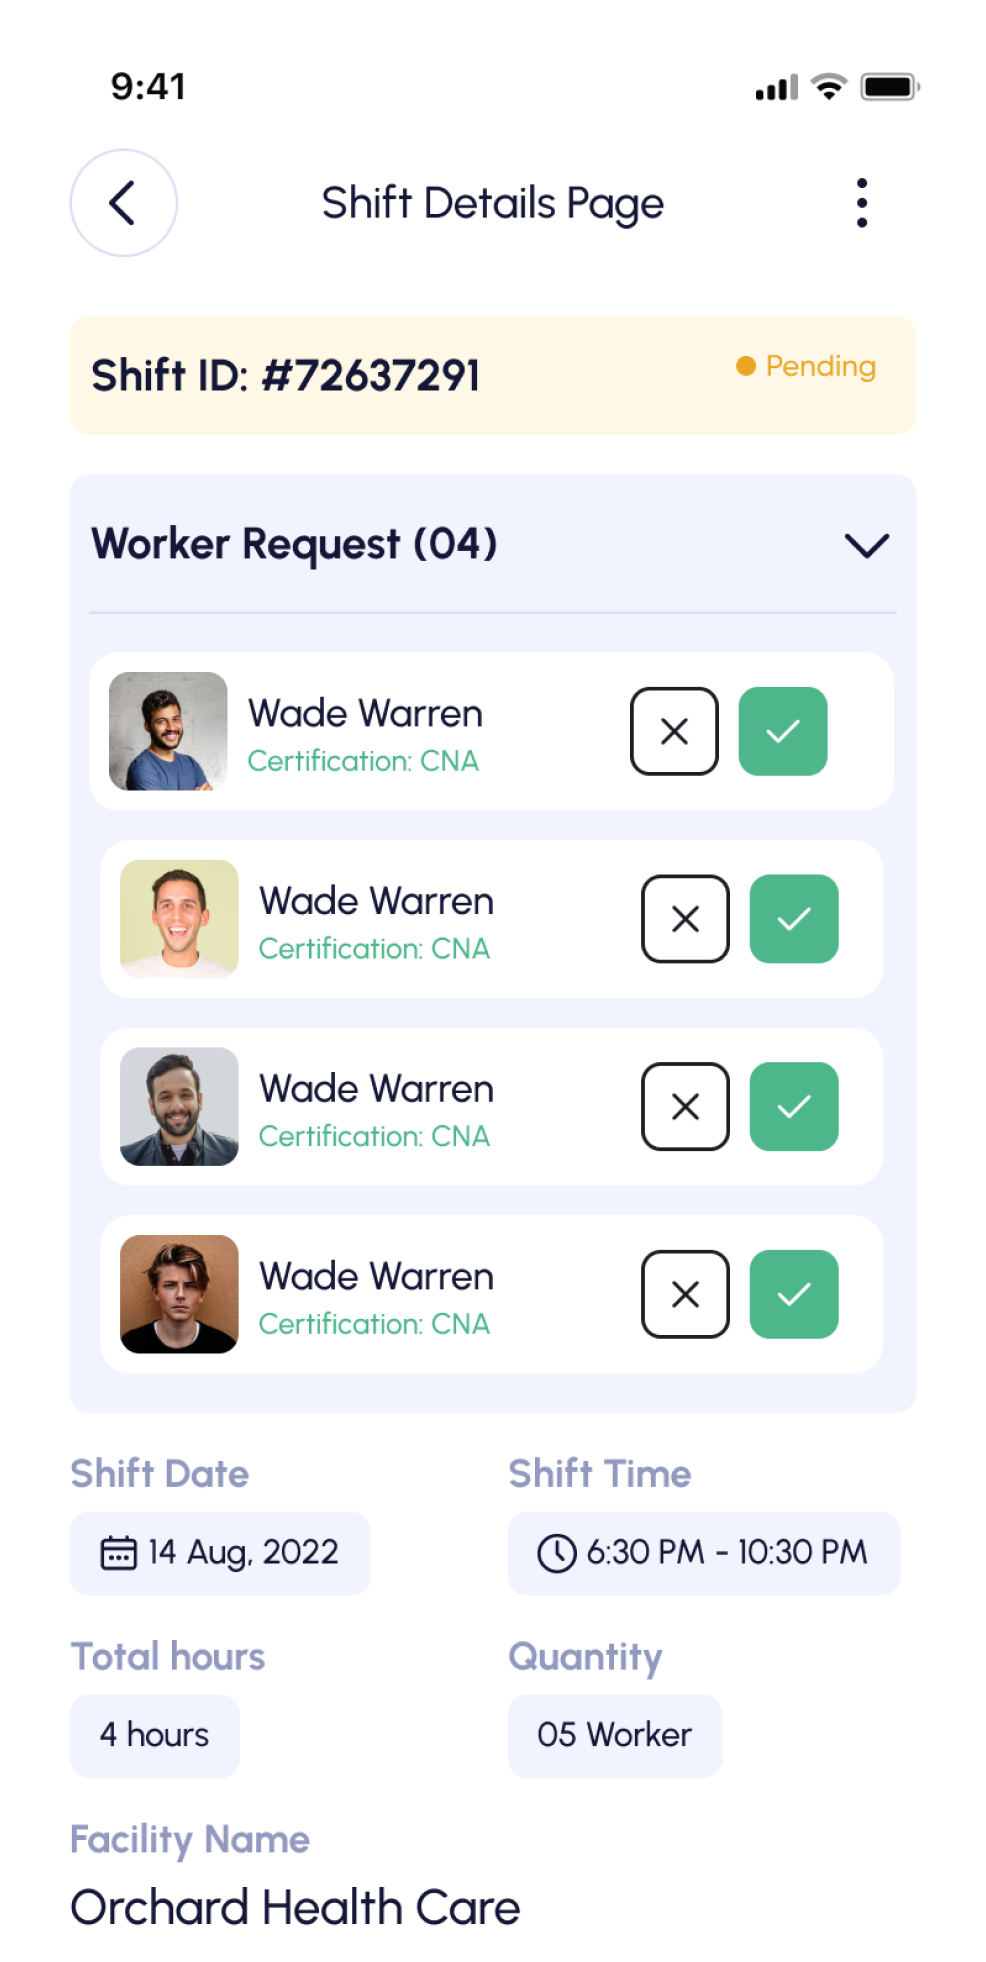 9:41
Shift Details Page
Shift ID: #72637291
Pending
Worker Request (04)
Wade Warren
Certification: CNA
Wade Warren
Certification: CNA
Wade Warren
Certification: CNA
Wade Warren
Certification: CNA
Shift Date
Shift Time
14 Aug, 2022
6:30 PM - 10:30 PM
Total hours
Quantity
4 hours
05 Worker
Facility Name
Orchard Health Care